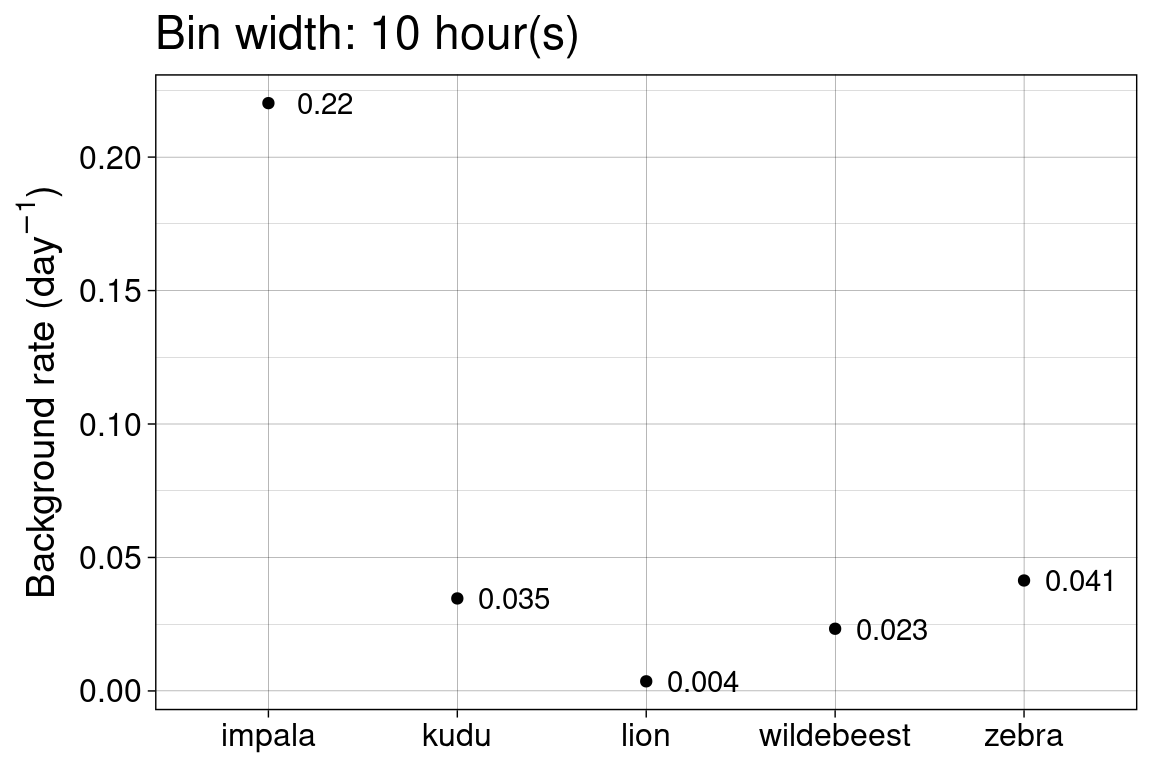 Bin width: 10 hour(s)
Background rate (day⁻¹)
0.20
0.15
0.10
0.05
0.00
0.22
0.035
0.004
0.023
0.041
impala
kudu
lion
wildebeest
zebra